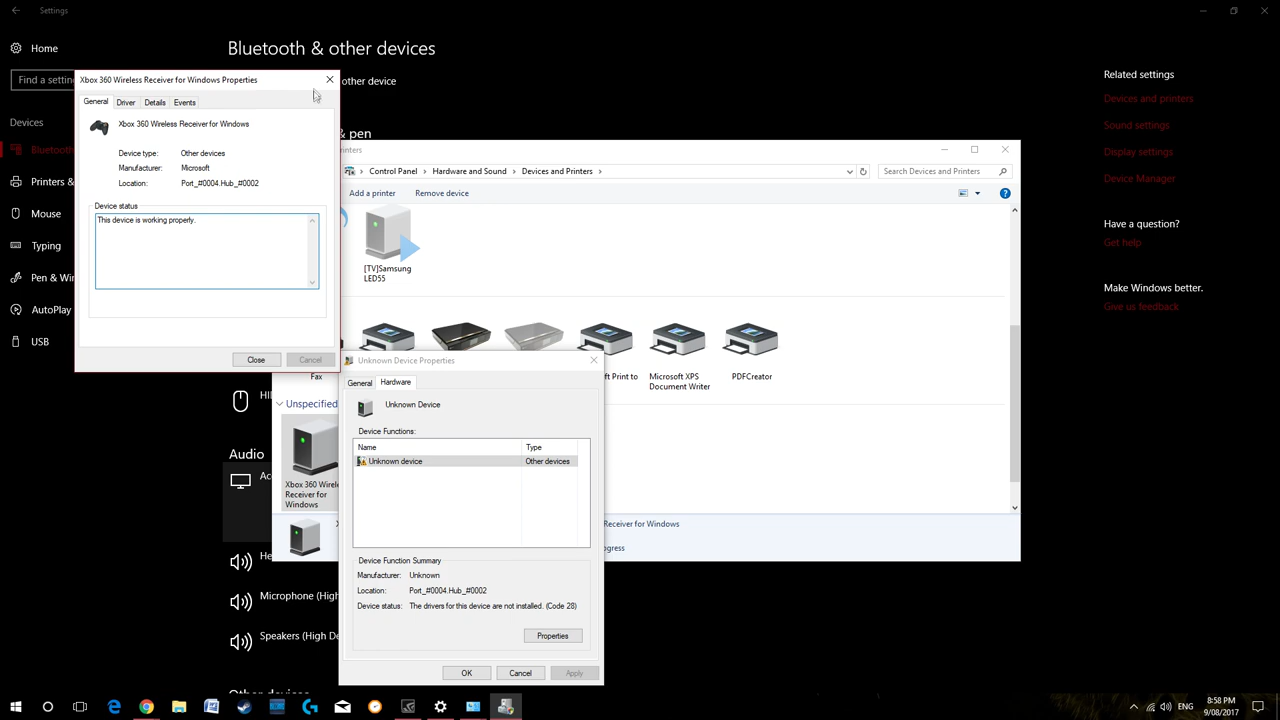 Settings
Home
Find a settin
Devices
Bluetooth
Printers &
Mouse
Typing
Pen & Win
AutoPlay
USB
Bluetooth & other devices
other device
& pen
HI
Audio
Ac
He
Microphone (High
Speakers (High De
Other devices
Related settings
Devices and printers
Sound settings
Display settings
Device Manager
Have a question?
Get help
Make Windows better.
Give us feedback
Xbox 360 Wireless Receiver for Windows Properties
General
Driver
Details
Events
Xbox 360 Wireless Receiver for Windows
Device type: Other devices
Manufacturer: Microsoft
Location: Port_#0004.Hub_#0002
Device status
This device is working properly.
Close
Cancel
rinters
Control Panel > Hardware and Sound > Devices and Printers >
Search Devices and Printers
Add a printer
Remove device
[TV]Samsung
LED55
Fax
ft Print to
Microsoft XPS
Document Writer
PDFCreator
Unspecified
Xbox 360 Wirele
Receiver for
Windows
Receiver for Windows
ogress
Unknown Device Properties
General
Hardware
Unknown Device
Device Functions:
Name Type
Unknown device Other devices
Device Function Summary
Manufacturer: Unknown
Location: Port_#0004.Hub_#0002
Device status: The drivers for this device are not installed. (Code 28)
Properties
OK
Cancel
Apply
ENG
8:58 PM
9/08/2017